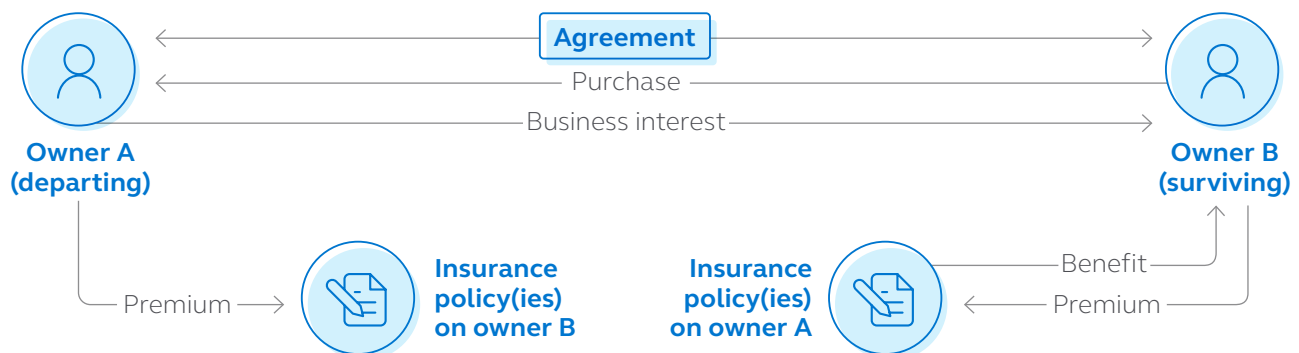 Agreement
Purchase
Business interest
Owner A
(departing)
Owner B
(surviving)
Premium
Insurance
policy(ies)
on owner B
Insurance
policy(ies)
on owner A
Benefit
Premium